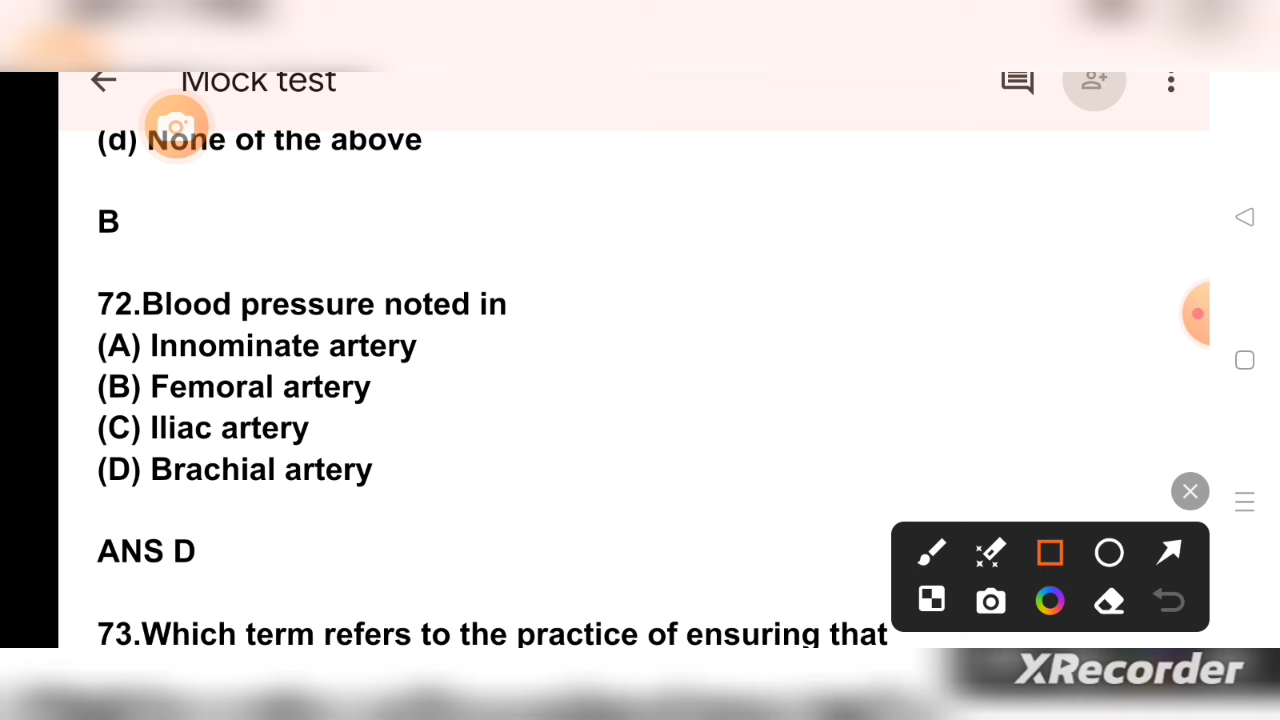 Mock test
(d) None of the above
B
72.Blood pressure noted in
(A) Innominate artery
(B) Femoral artery
(C) Iliac artery
(D) Brachial artery
ANS D
73.Which term refers to the practice of ensuring that
XRecorder